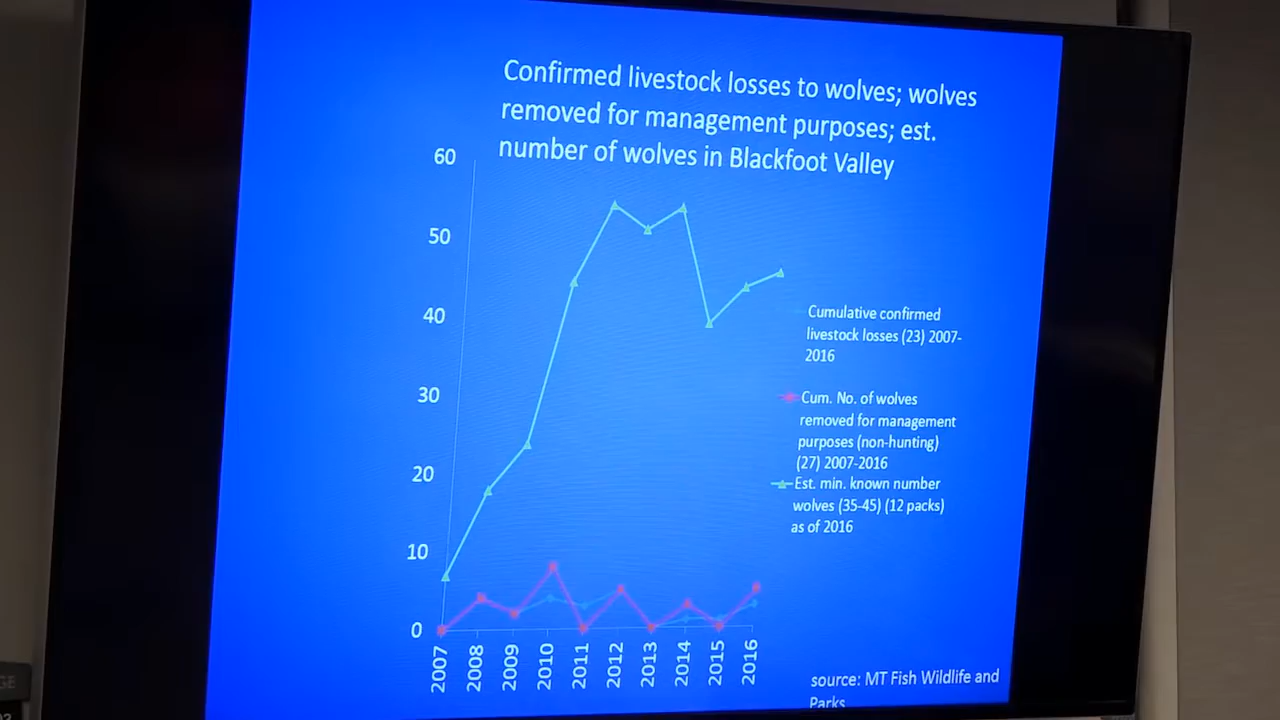 Confirmed livestock losses to wolves; wolves
removed for management purposes; est.
number of wolves in Blackfoot Valley
60
50
40
30
20
10
0
2007
2008
2009
2010
2011
2012
2013
2014
2015
2016
Cumulative confirmed
livestock losses (23) 2007-
2016
Cum. No. of wolves
removed for management
purposes (non-hunting)
(27) 2007-2016
Est. min. known number
wolves (35-45) (12 packs)
as of 2016
source: MT Fish Wildlife and
Parks
GE